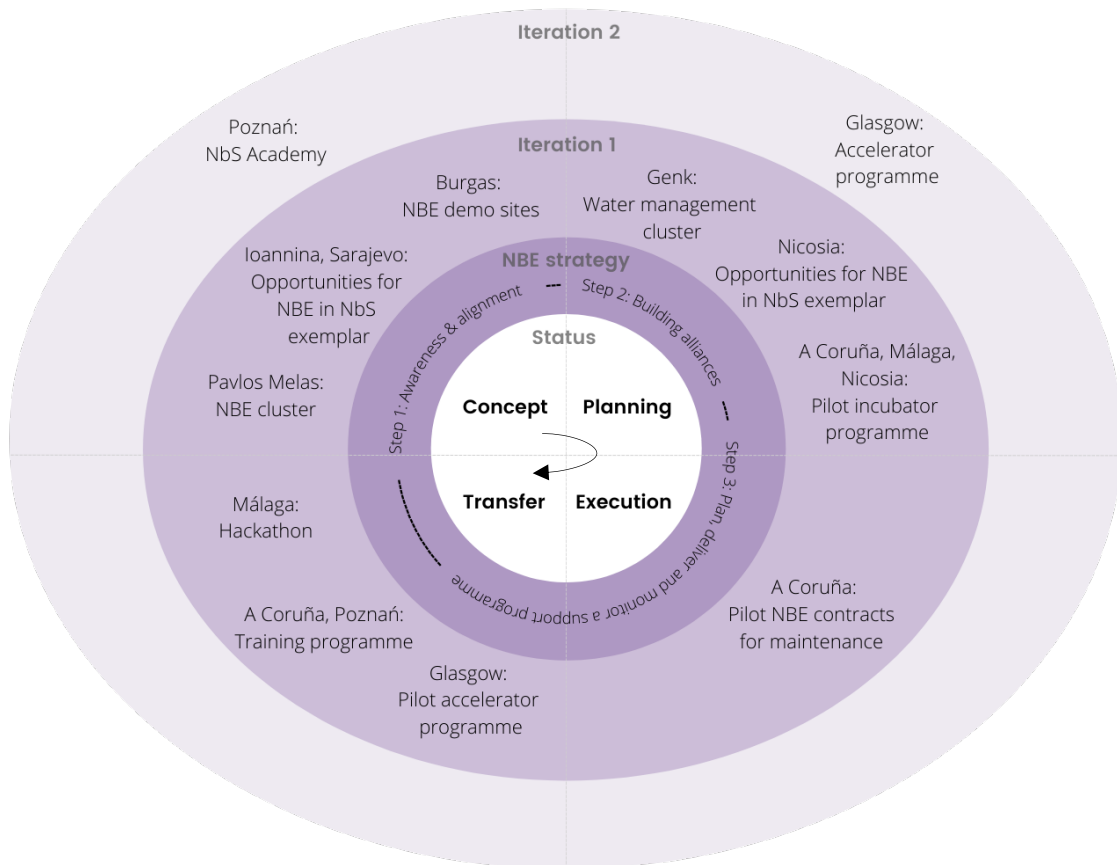 Iteration 2
Poznań:
NbS Academy
Glasgow:
Accelerator
programme
Iteration 1
Burgas:
NBE demo sites
Genk:
Water management
cluster
Ioannina, Sarajevo:
Opportunities for
NBE in NbS
exemplar
Nicosia:
Opportunities for NBE
in NbS exemplar
Pavlos Melas:
NBE cluster
A Coruña, Málaga,
Nicosia:
Pilot incubator
programme
NBE strategy
Step 1: Awareness & alignment
Step 2: Building alliances
Step 3: Plan, deliver and monitor a support programme
Status
Concept
Planning
Transfer
Execution
Málaga:
Hackathon
A Coruña, Poznań:
Training programme
Glasgow:
Pilot accelerator
programme
A Coruña:
Pilot NBE contracts
for maintenance